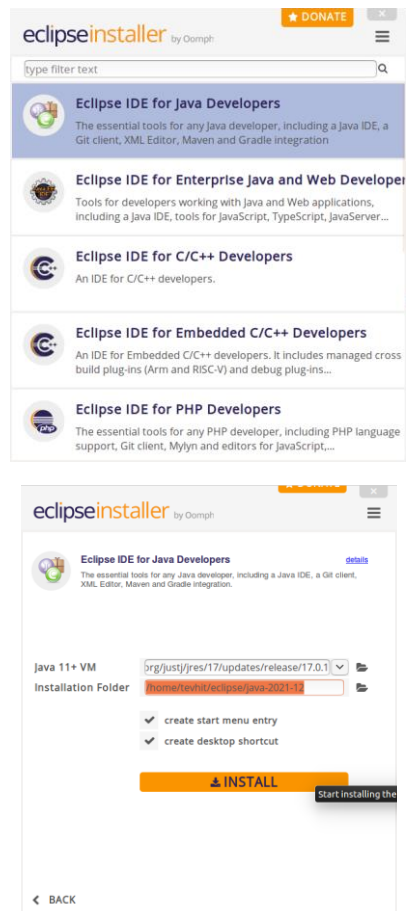 ★ DONATE
eclipseinstaller by Oomph
type filter text
Eclipse IDE for Java Developers
The essential tools for any Java developer, including a Java IDE, a
Git client, XML Editor, Maven and Gradle integration
Eclipse IDE for Enterprise Java and Web Developer
Tools for developers working with Java and Web applications,
including a Java IDE, tools for JavaScript, TypeScript, JavaServer...
Eclipse IDE for C/C++ Developers
An IDE for C/C++ developers.
Eclipse IDE for Embedded C/C++ Developers
An IDE for Embedded C/C++ developers. It includes managed cross
build plug-ins (Arm and RISC-V) and debug plug-ins...
Eclipse IDE for PHP Developers
The essential tools for any PHP developer, including PHP language
support, Git client, Mylyn and editors for JavaScript,...
eclipseinstaller by Oomph
Eclipse IDE for Java Developers details
The essential tools for any Java developer, including a Java IDE, a Git client,
XML Editor, Maven and Gradle integration.
Java 11+ VM org/justj/jres/17/updates/release/17.0.1
Installation Folder /home/tevhit/eclipse/java-2021-12
create start menu entry
create desktop shortcut
INSTALL
Start installing the
BACK